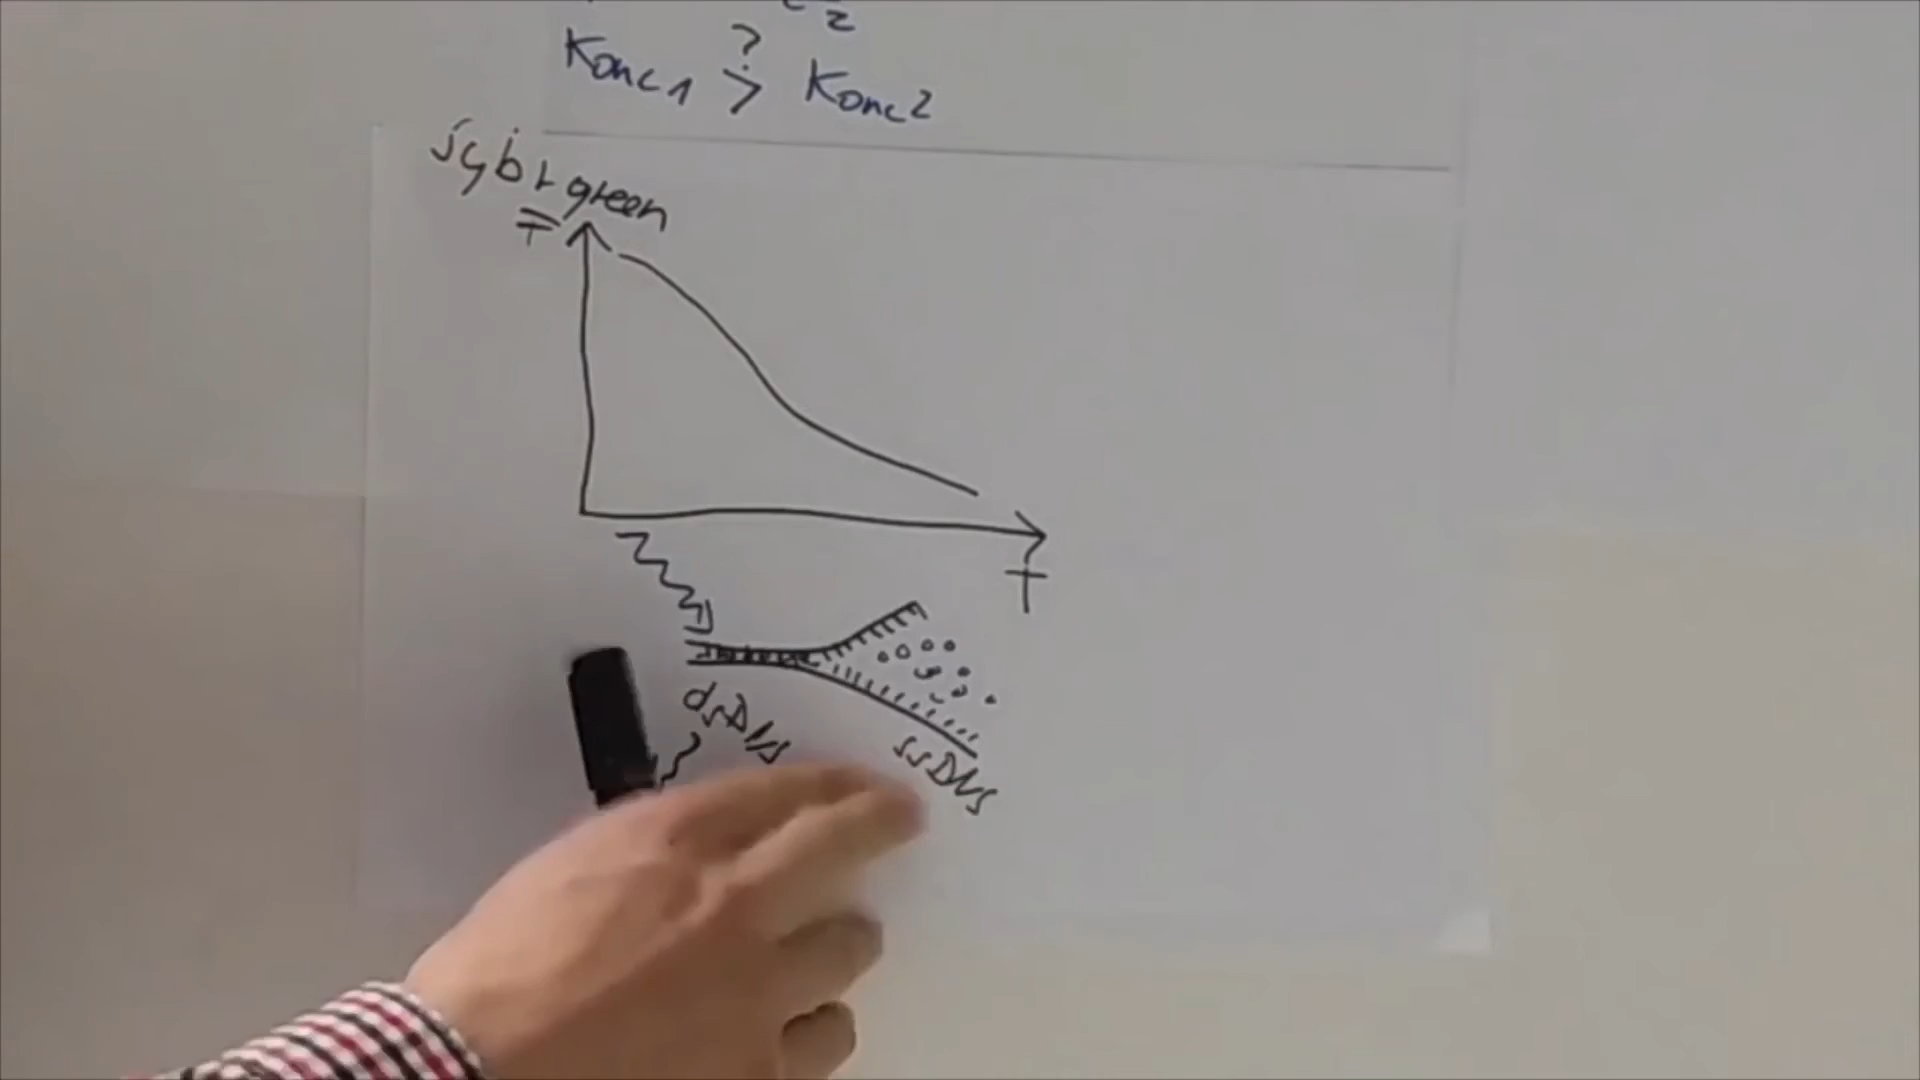 Konc1 ?> Konc2
sybr green
F
T
dsDNS
ssDNS